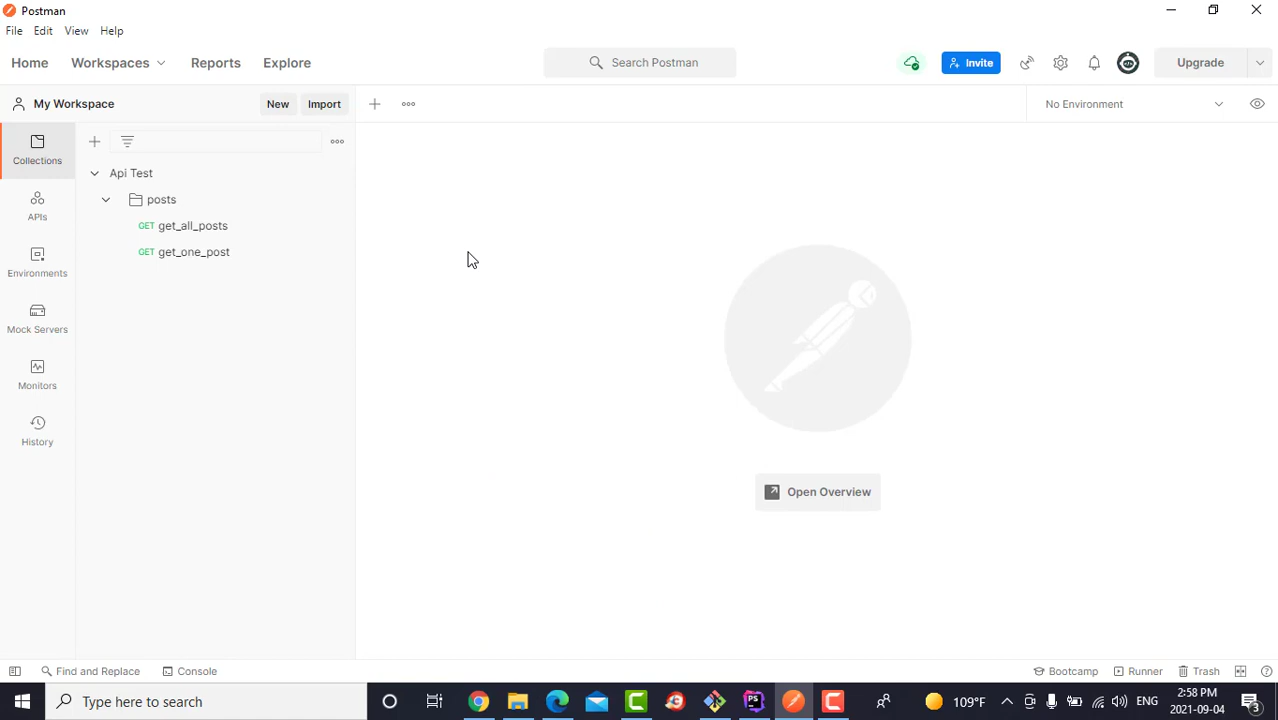 Postman
File Edit View Help
Home Workspaces Reports Explore Search Postman Invite Upgrade
My Workspace New Import No Environment
Collections
APIs
Environments
Mock Servers
Monitors
History
Api Test
posts
GET get_all_posts
GET get_one_post
Open Overview
Find and Replace Console Bootcamp Runner Trash
Type here to search 109°F ENG 2:58 PM
2021-09-04 3